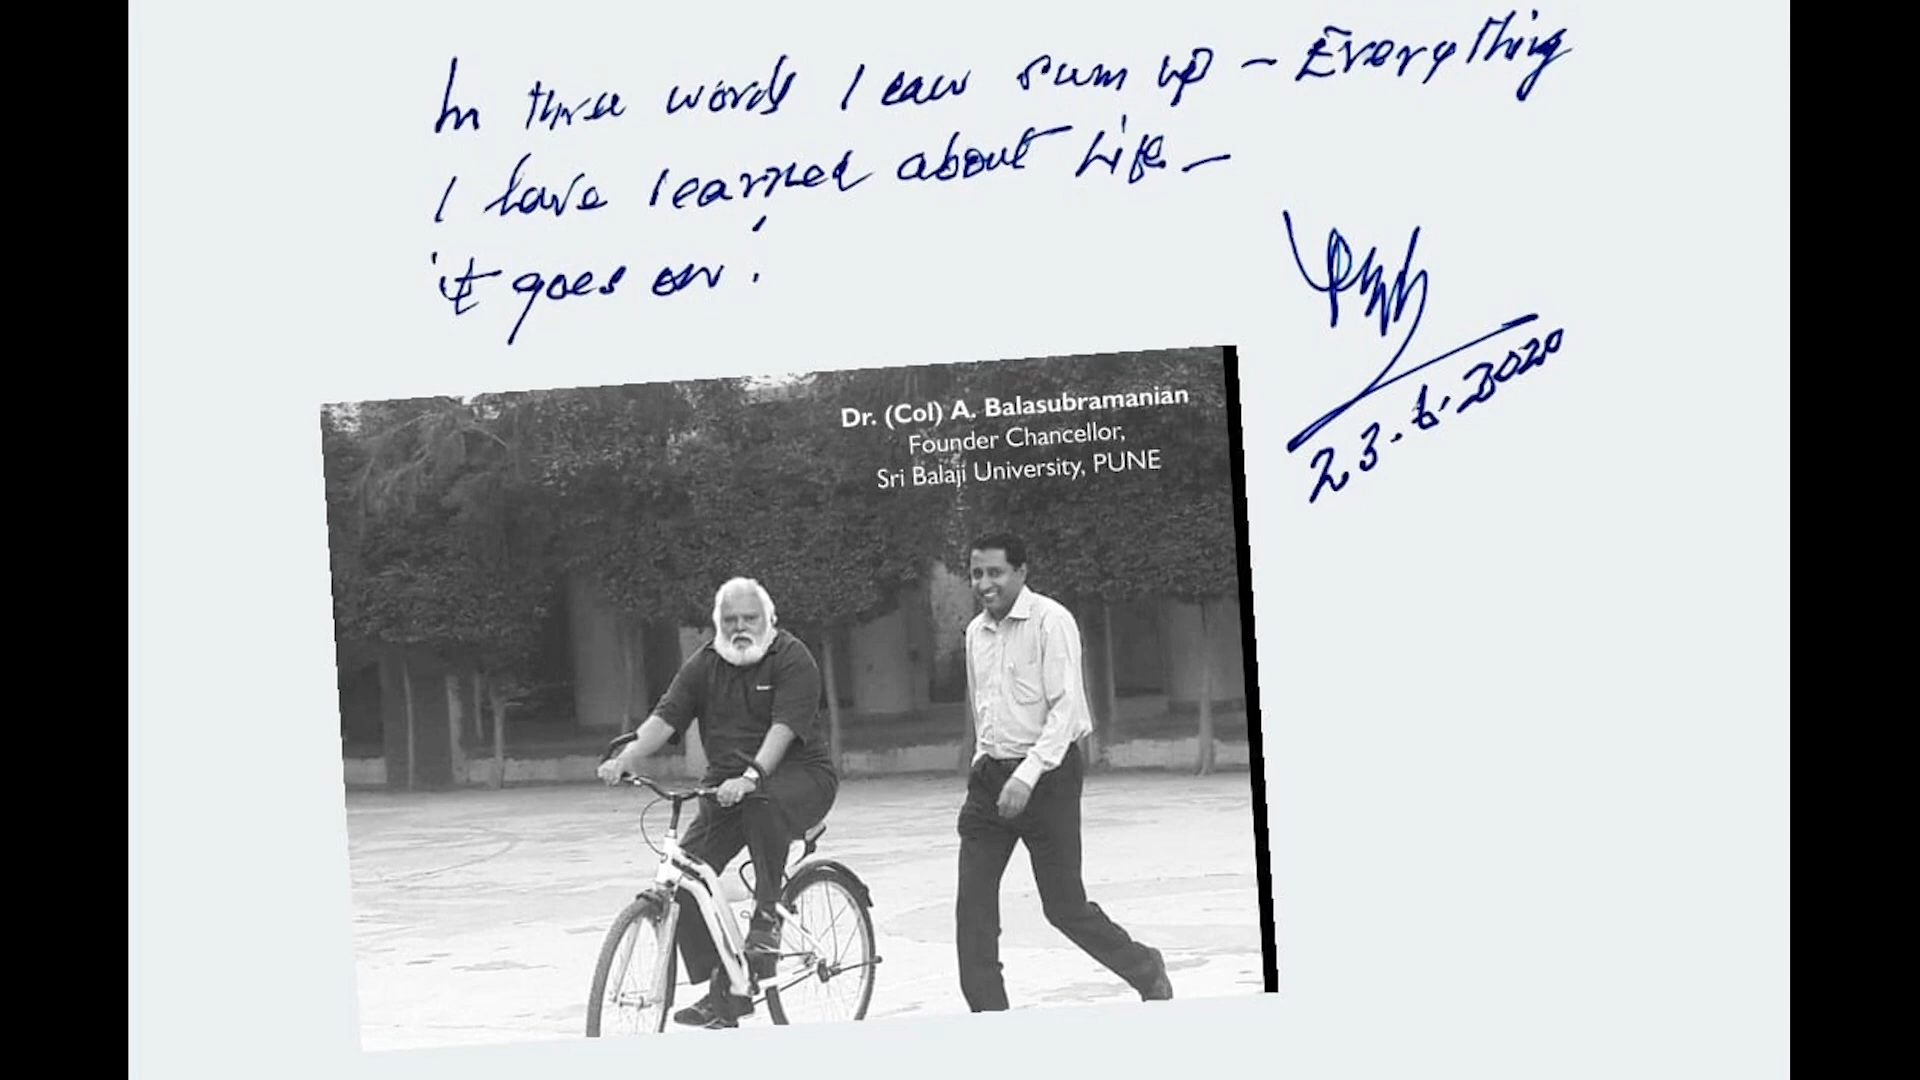 In three words I can sum up - Everything
I have learned about Life -
it goes on!
23.6.2020
Dr. (Col) A. Balasubramanian
Founder Chancellor,
Sri Balaji University, PUNE